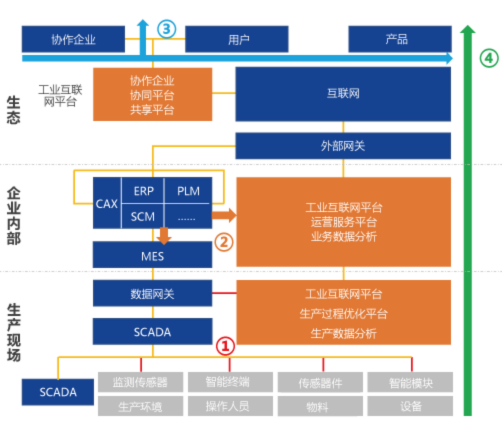 ③
协作企业
用户
产品
④
生态
工业互联
网平台
协作企业
协同平台
共享平台
互联网
外部网关
企业内部
CAX
ERP
PLM
SCM
......
②
工业互联网平台
运营服务平台
业务数据分析
MES
生产现场
数据网关
工业互联网平台
生产过程优化平台
生产数据分析
SCADA
①
SCADA
监测传感器
智能终端
传感器件
智能模块
生产环境
操作人员
物料
设备